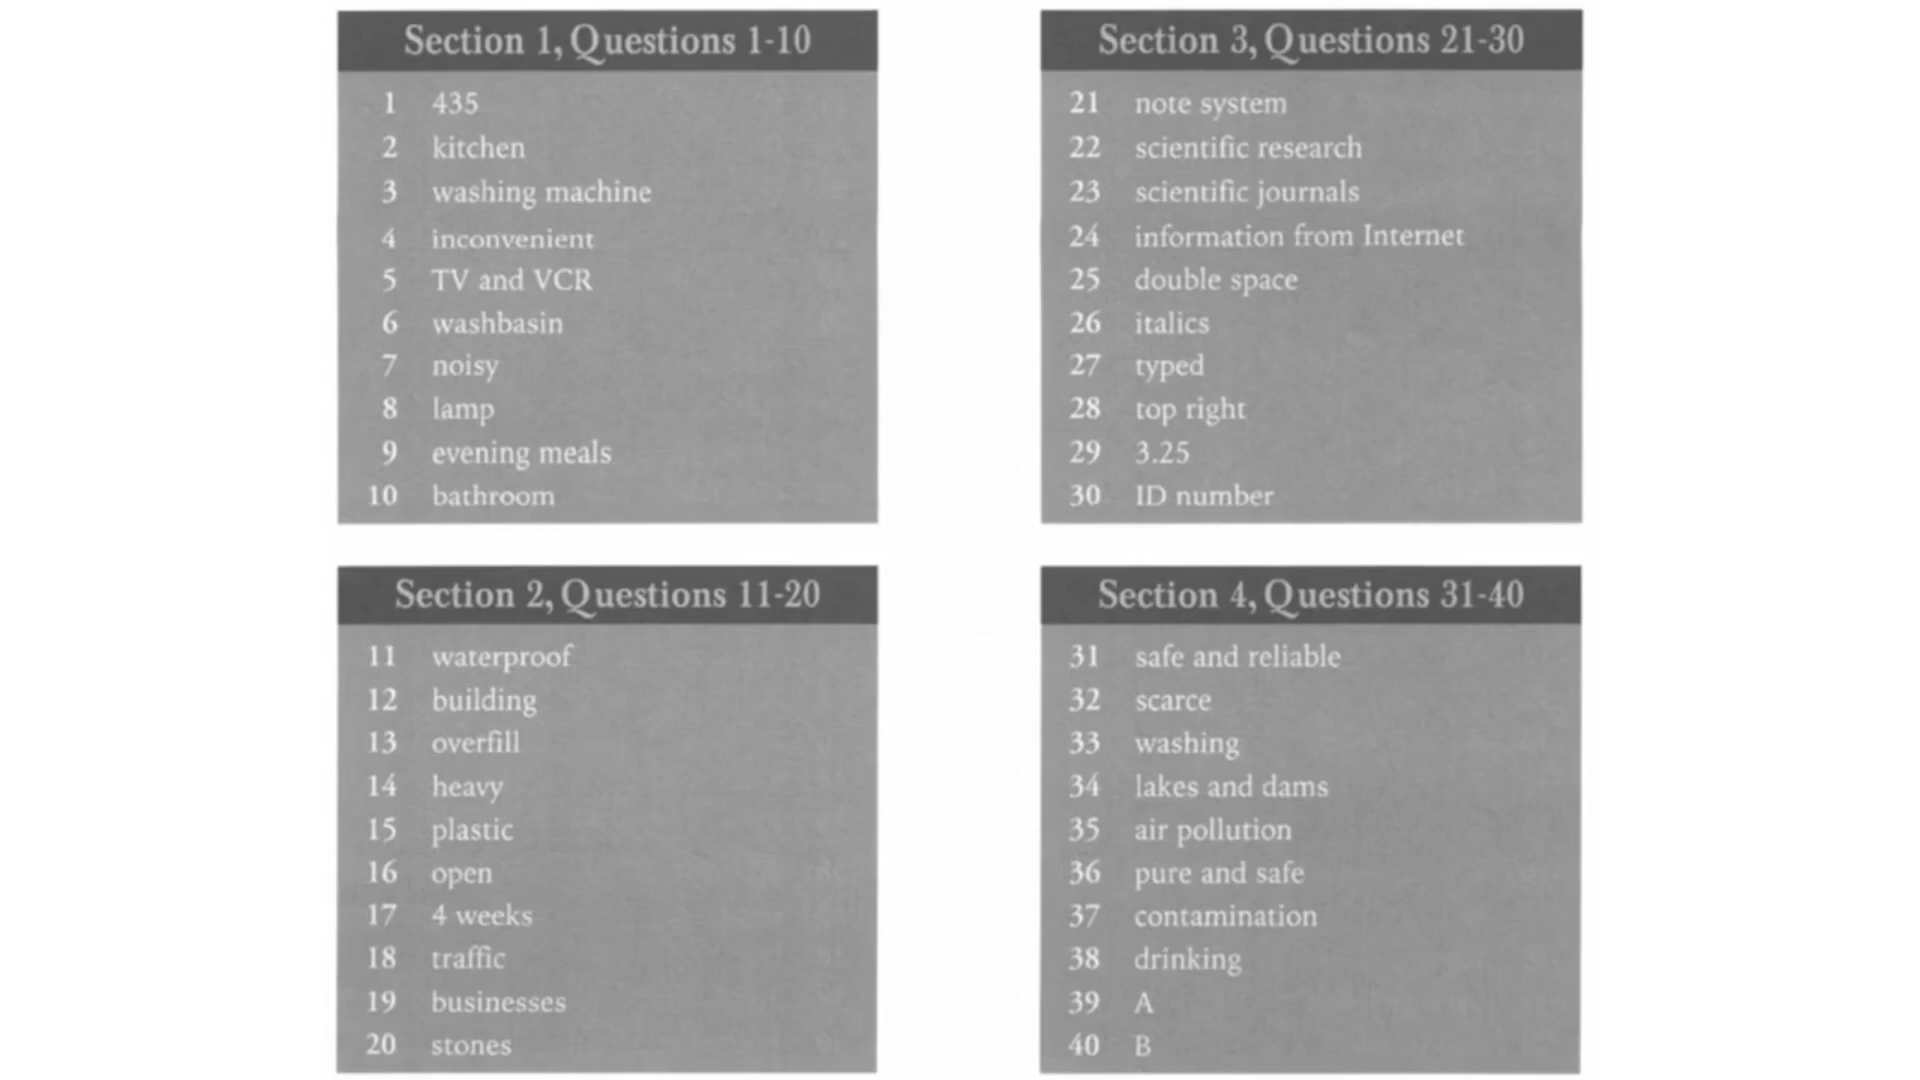 Section 1, Questions 1-10
1 435
2 kitchen
3 washing machine
4 inconvenient
5 TV and VCR
6 washbasin
7 noisy
8 lamp
9 evening meals
10 bathroom
Section 2, Questions 11-20
11 waterproof
12 building
13 overfill
14 heavy
15 plastic
16 open
17 4 weeks
18 traffic
19 businesses
20 stones
Section 3, Questions 21-30
21 note system
22 scientific research
23 scientific journals
24 information from Internet
25 double space
26 italics
27 typed
28 top right
29 3.25
30 ID number
Section 4, Questions 31-40
31 safe and reliable
32 scarce
33 washing
34 lakes and dams
35 air pollution
36 pure and safe
37 contamination
38 drinking
39 A
40 B